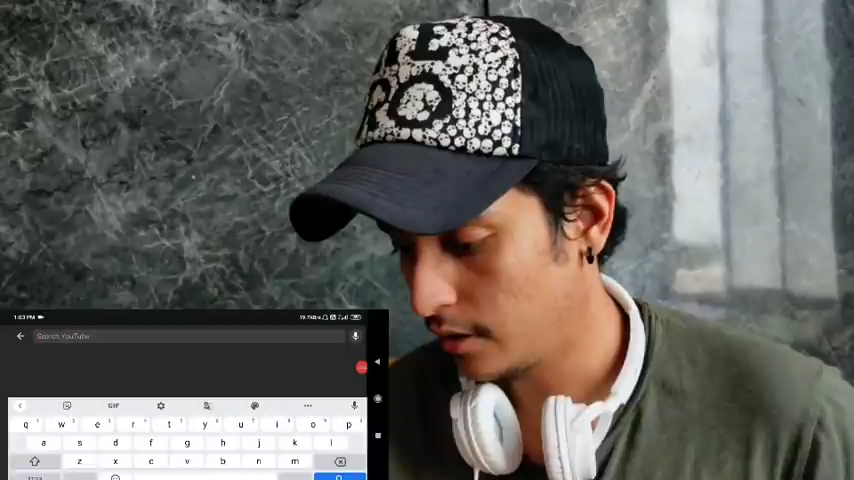 1:03 PM
Search YouTube
GIF
q w e r t y u i o p
a s d f g h j k l
z x c v b n m